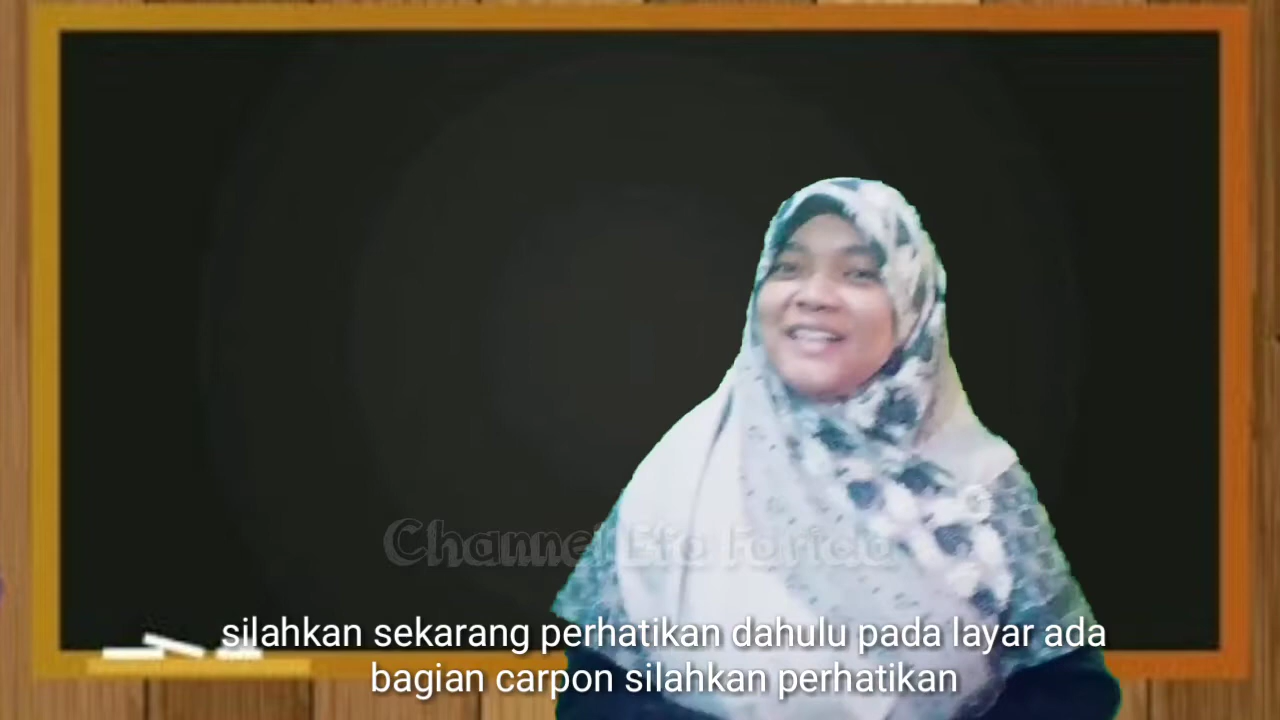 Channel
silahkan sekarang perhatikan dahulu pada layar ada
bagian carpon silahkan perhatikan